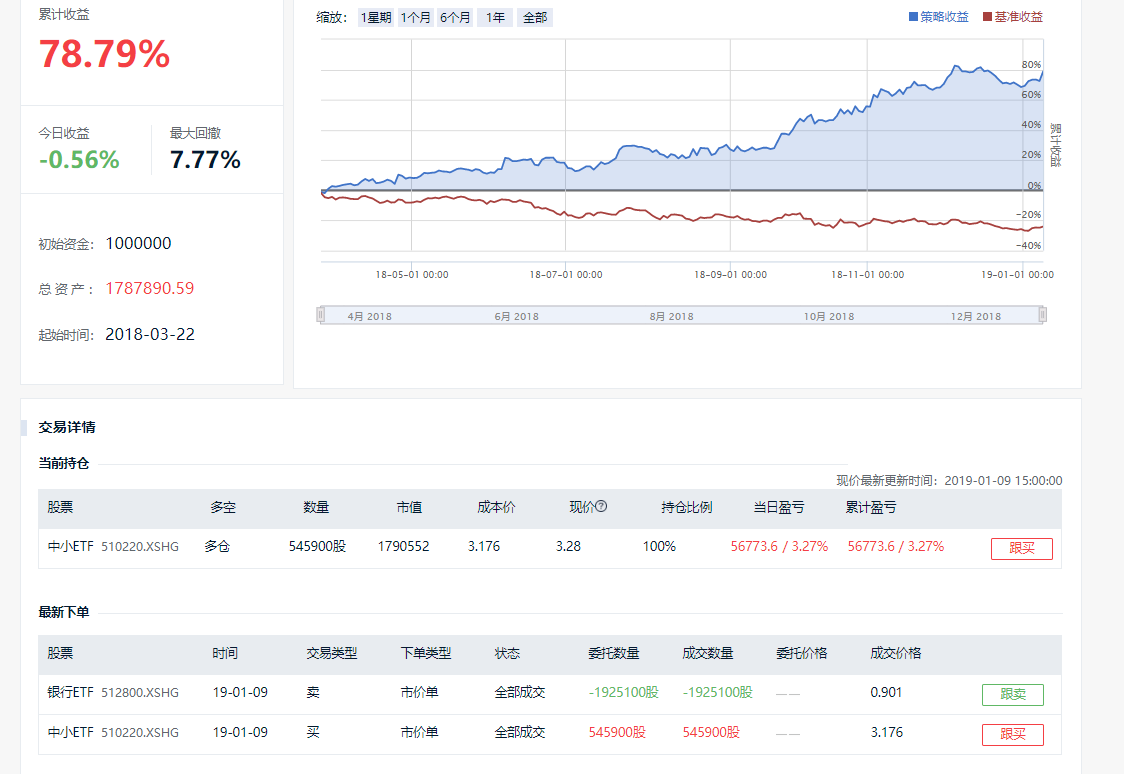 累计收益
78.79%
今日收益 最大回撤
-0.56% 7.77%
初始资金: 1000000
总 资 产 : 1787890.59
起始时间: 2018-03-22
缩放: 1星期 1个月 6个月 1年 全部
策略收益 基准收益
80%
60%
40%
20%
0%
-20%
-40%
累计收益
18-05-01 00:00 18-07-01 00:00 18-09-01 00:00 18-11-01 00:00 19-01-01 00:00
4月 2018 6月 2018 8月 2018 10月 2018 12月 2018
交易详情
当前持仓
现价最新更新时间: 2019-01-09 15:00:00
股票 多空 数量 市值 成本价 现价? 持仓比例 当日盈亏 累计盈亏
中小ETF 510220.XSHG 多仓 545900股 1790552 3.176 3.28 100% 56773.6 / 3.27% 56773.6 / 3.27% 跟买
最新下单
股票 时间 交易类型 下单类型 状态 委托数量 成交数量 委托价格 成交价格
银行ETF 512800.XSHG 19-01-09 卖 市价单 全部成交 -1925100股 -1925100股 —— 0.901 跟卖
中小ETF 510220.XSHG 19-01-09 买 市价单 全部成交 545900股 545900股 —— 3.176 跟买